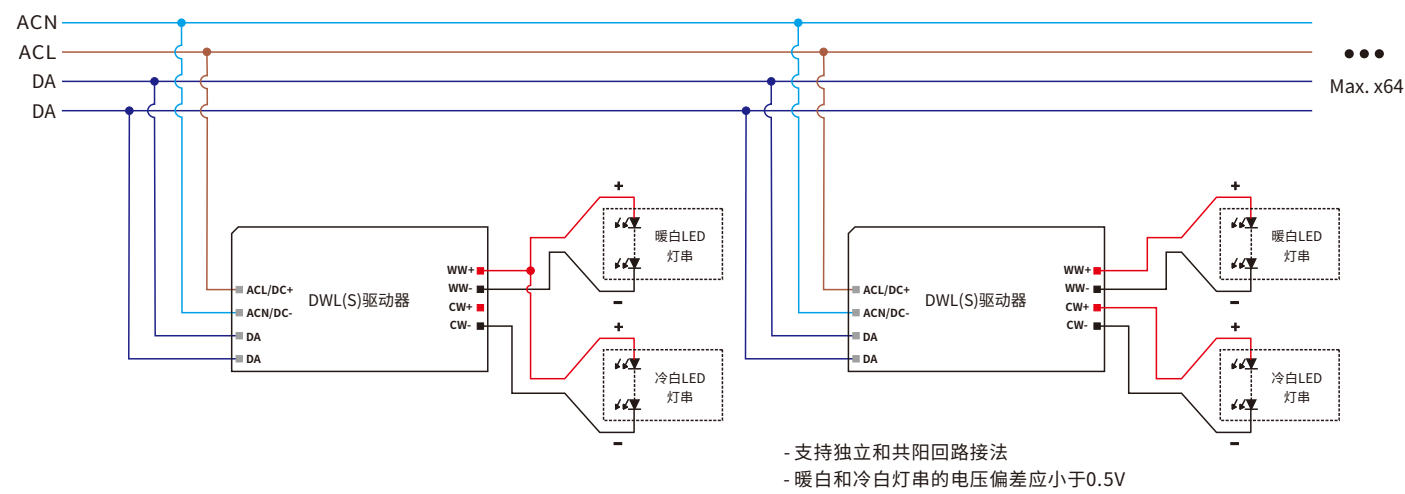 ACN
ACL
DA
DA
●●●
Max. x64
+
暖白LED
灯串
-
+
冷白LED
灯串
-
DWL(S)驱动器
ACL/DC+
ACN/DC-
DA
DA
WW+
WW-
CW+
CW-
+
暖白LED
灯串
-
+
冷白LED
灯串
-
DWL(S)驱动器
ACL/DC+
ACN/DC-
DA
DA
WW+
WW-
CW+
CW-
- 支持独立和共阳回路接法
- 暖白和冷白灯串的电压偏差应小于0.5V